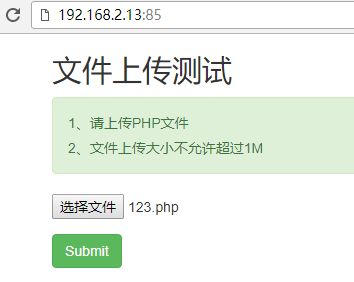 192.168.2.13:85
文件上传测试
1、请上传PHP文件
2、文件上传大小不允许超过1M
选择文件 123.php
Submit